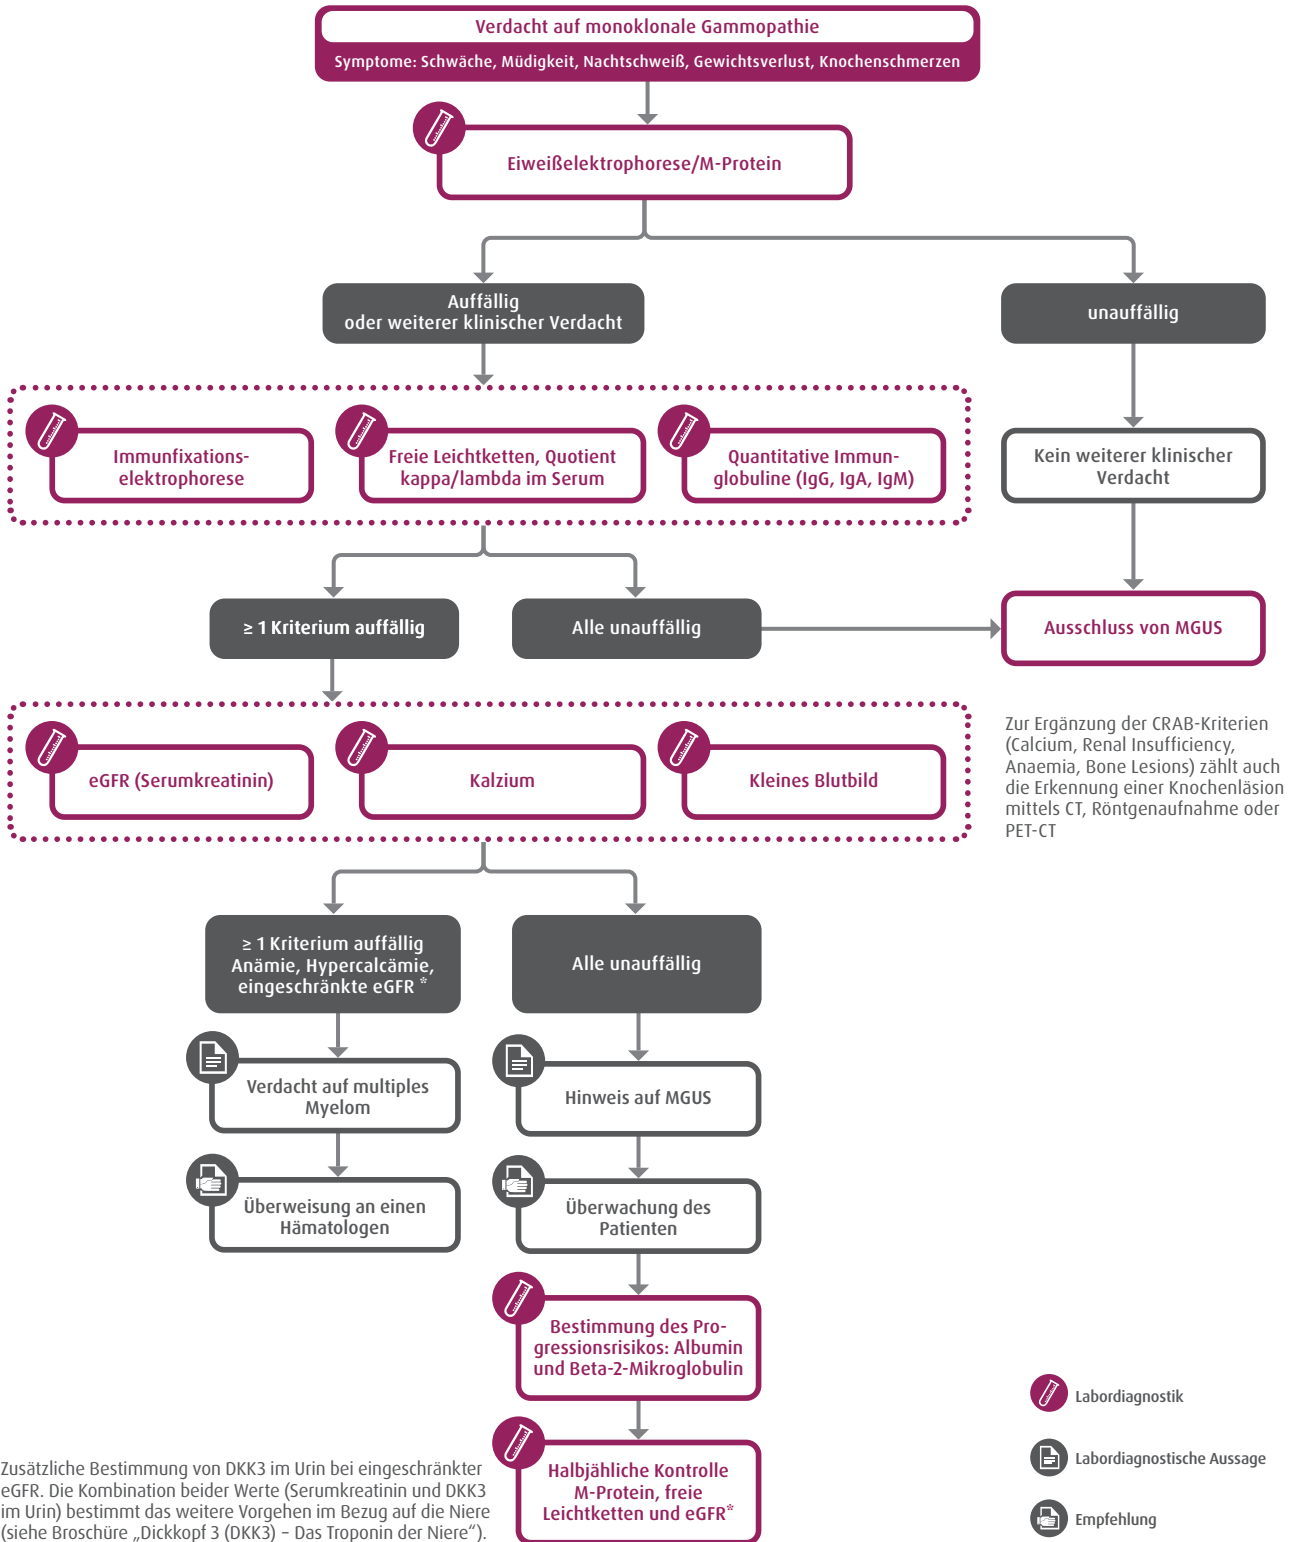 Verdacht auf monoklonale Gammopathie
Symptome: Schwäche, Müdigkeit, Nachtschweiß, Gewichtsverlust, Knochenschmerzen
Eiweißelektrophorese/M-Protein
Auffällig
oder weiterer klinischer Verdacht
unauffällig
Immunfixations-
elektrophorese
Freie Leichtketten, Quotient
kappa/lambda im Serum
Quantitative Immun-
globuline (IgG, IgA, IgM)
Kein weiterer klinischer
Verdacht
≥ 1 Kriterium auffällig
Alle unauffällig
Ausschluss von MGUS
eGFR (Serumkreatinin)
Kalzium
Kleines Blutbild
Zur Ergänzung der CRAB-Kriterien
(Calcium, Renal Insufficiency,
Anaemia, Bone Lesions) zählt auch
die Erkennung einer Knochenläsion
mittels CT, Röntgenaufnahme oder
PET-CT
≥ 1 Kriterium auffällig
Anämie, Hypercalcämie,
eingeschränkte eGFR *
Alle unauffällig
Verdacht auf multiples
Myelom
Hinweis auf MGUS
Überweisung an einen
Hämatologen
Überwachung des
Patienten
Bestimmung des Pro-
gressionsrisikos: Albumin
und Beta-2-Mikroglobulin
Halbjähliche Kontrolle
M-Protein, freie
Leichtketten und eGFR*
Zusätzliche Bestimmung von DKK3 im Urin bei eingeschränkter
eGFR. Die Kombination beider Werte (Serumkreatinin und DKK3
im Urin) bestimmt das weitere Vorgehen im Bezug auf die Niere
(siehe Broschüre „Dickkopf 3 (DKK3) – Das Troponin der Niere“).
Labordiagnostik
Labordiagnostische Aussage
Empfehlung